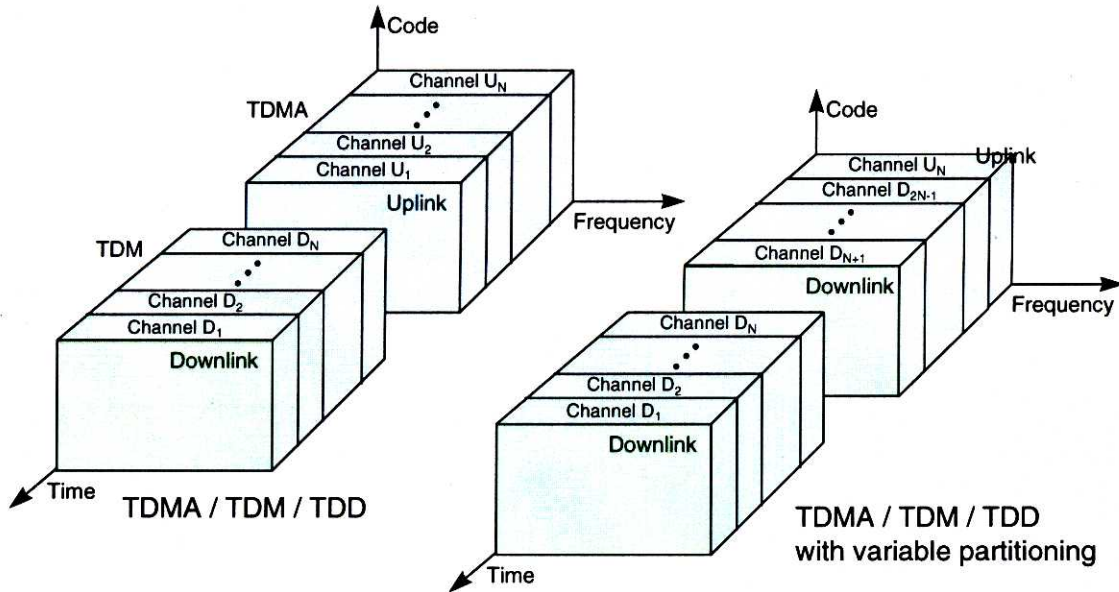 Code
Channel U_N
TDMA
Channel U_2
Channel U_1
Uplink
Frequency
TDM
Channel D_N
Channel D_2
Channel D_1
Downlink
Time
TDMA / TDM / TDD
Code
Channel U_N
Uplink
Channel D_2N-1
Channel D_N+1
Downlink
Frequency
Channel D_N
Channel D_2
Channel D_1
Downlink
Time
TDMA / TDM / TDD
with variable partitioning